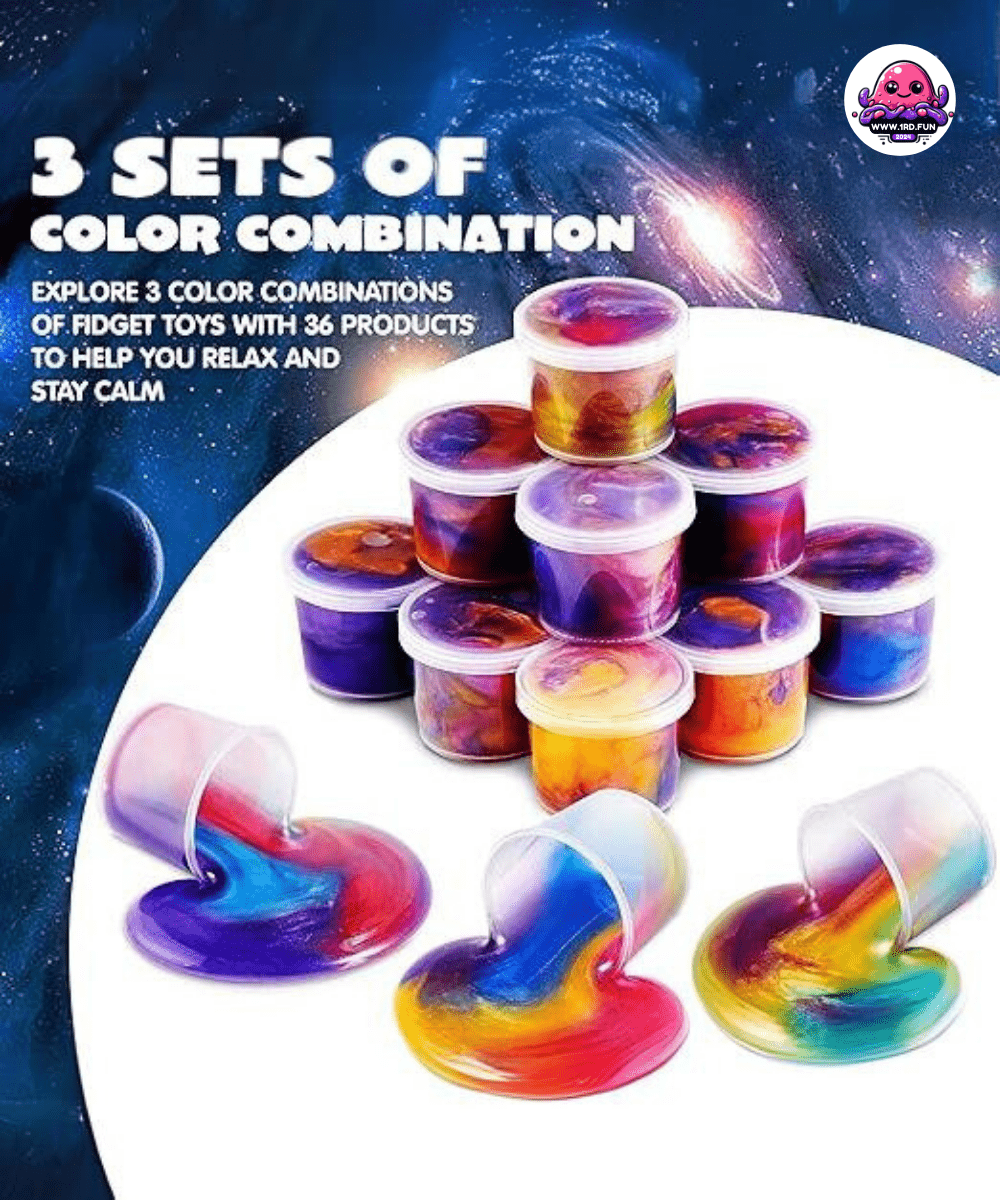 WWW.1RD.FUN
2024
3 SETS OF
COLOR COMBINATION
EXPLORE 3 COLOR COMBINATIONS
OF FIDGET TOYS WITH 36 PRODUCTS
TO HELP YOU RELAX AND
STAY CALM